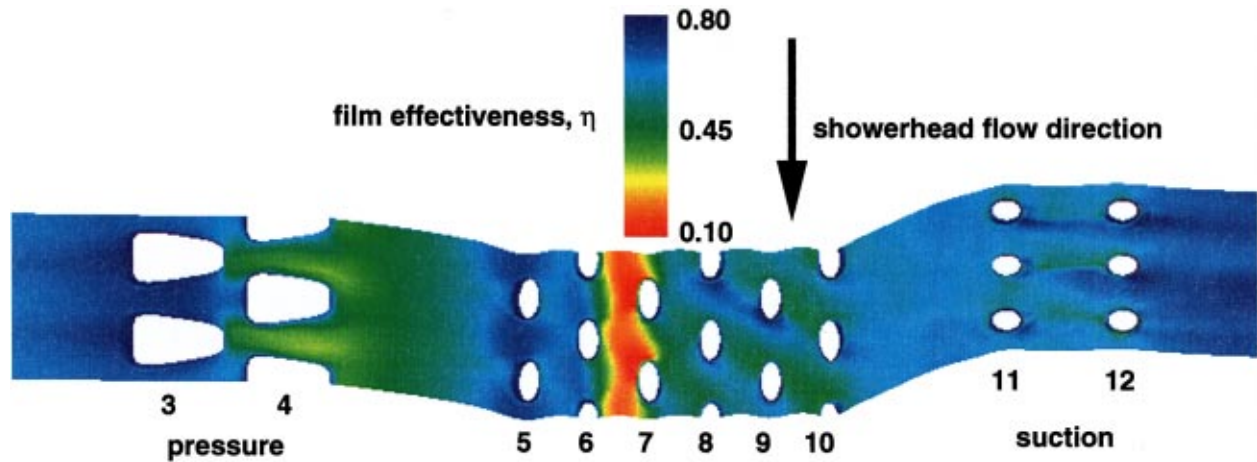 0.80
film effectiveness, η
0.45
showerhead flow direction
0.10
3 4 5 6 7 8 9 10 11 12
pressure
suction